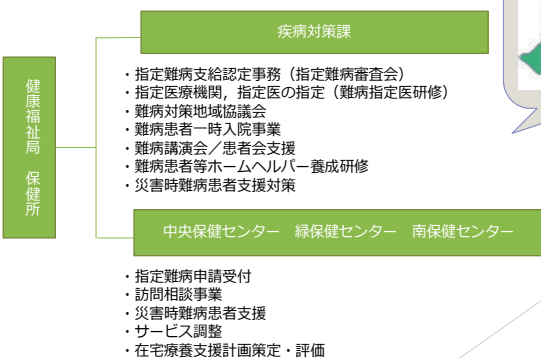 健康福祉局　保健所
疾病対策課
・指定難病支給認定事務（指定難病審査会）
・指定医療機関，指定医の指定（難病指定医研修）
・難病対策地域協議会
・難病患者一時入院事業
・難病講演会／患者会支援
・難病患者等ホームヘルパー養成研修
・災害時難病患者支援対策
中央保健センター　緑保健センター　南保健センター
・指定難病申請受付
・訪問相談事業
・災害時難病患者支援
・サービス調整
・在宅療養支援計画策定・評価